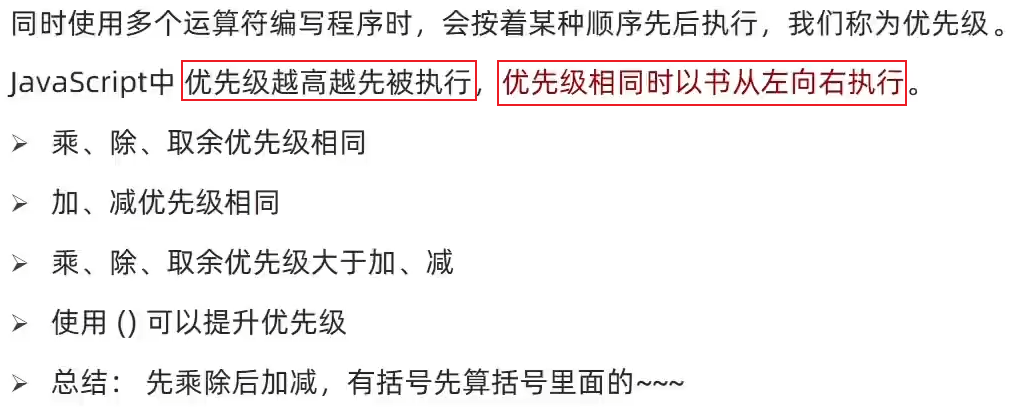 同时使用多个运算符编写程序时，会按着某种顺序先后执行，我们称为优先级。
JavaScript中 优先级越高越先被执行，优先级相同时以书从左向右执行。
➢ 乘、除、取余优先级相同
➢ 加、减优先级相同
➢ 乘、除、取余优先级大于加、减
➢ 使用 () 可以提升优先级
➢ 总结： 先乘除后加减，有括号先算括号里面的~~~